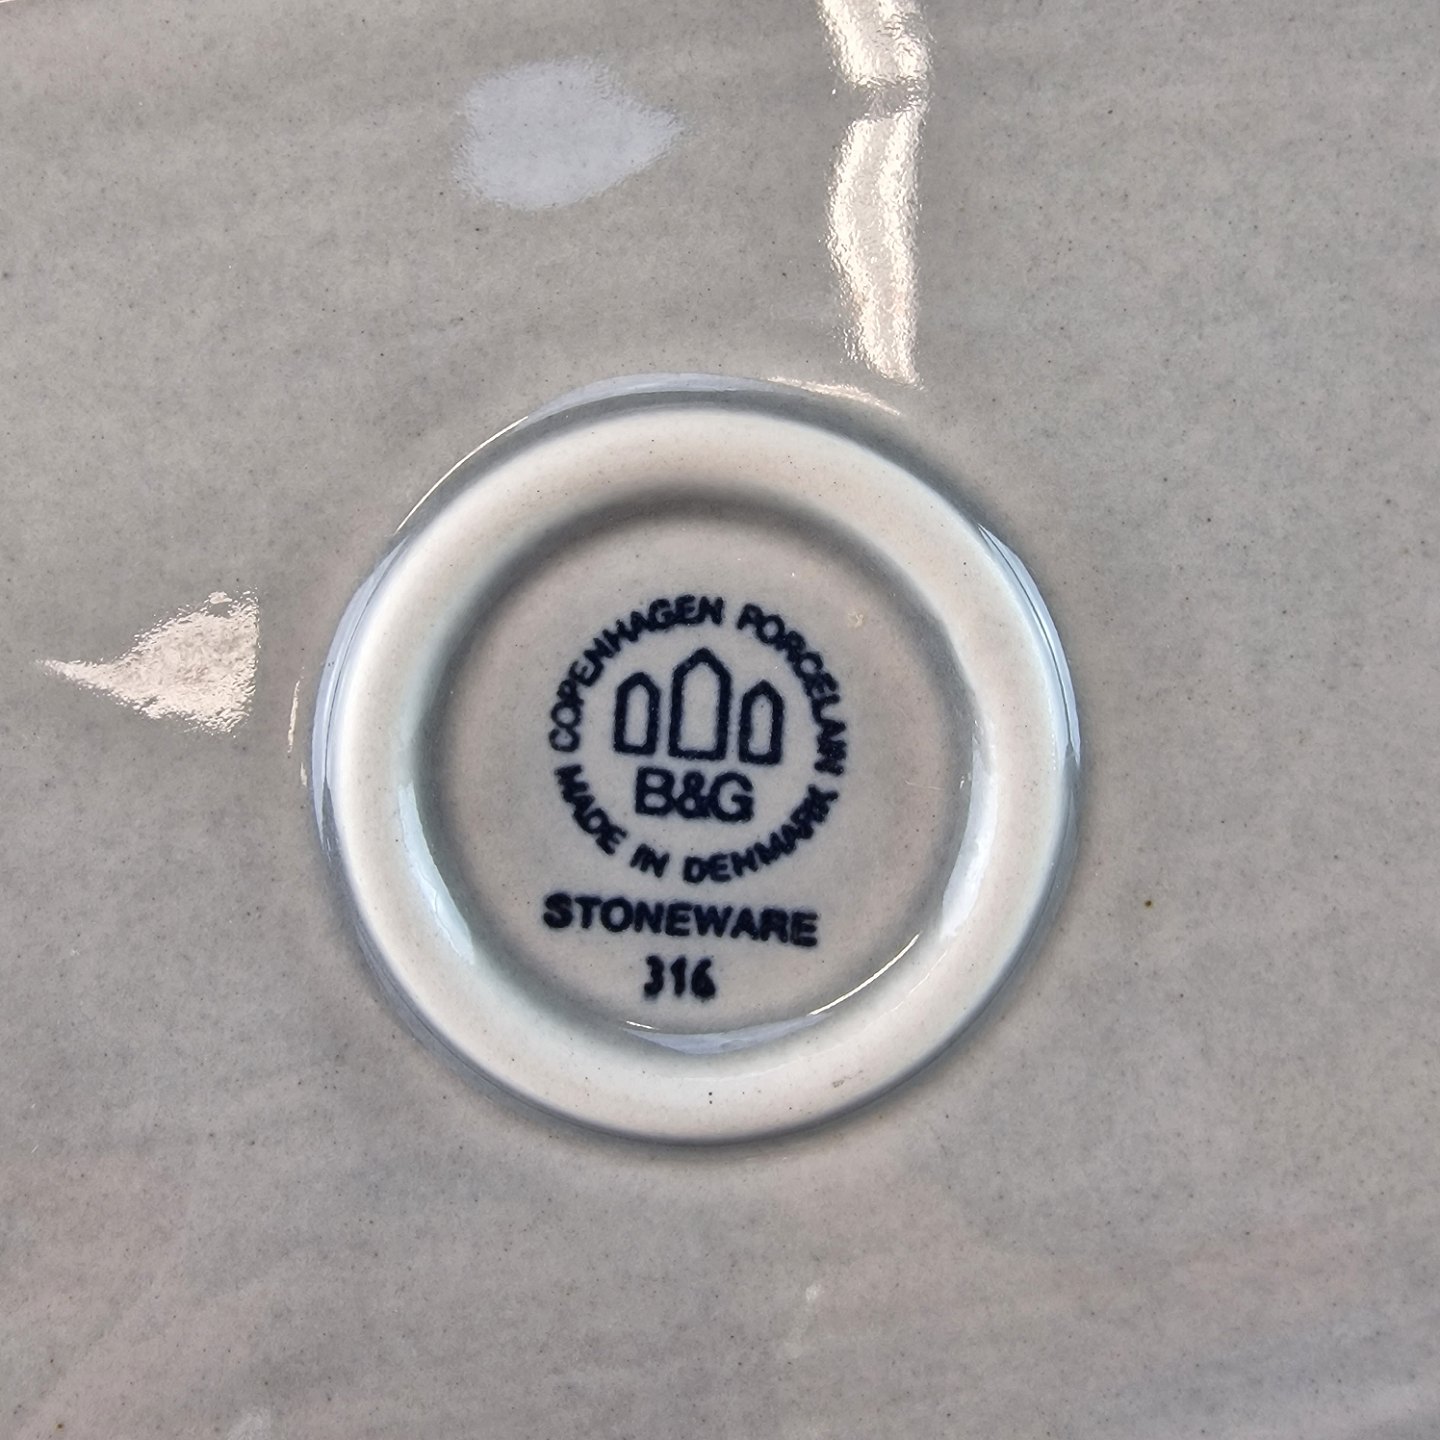 COPENHAGEN PORCELAIN
MADE IN DENMARK
B&G
STONEWARE
316